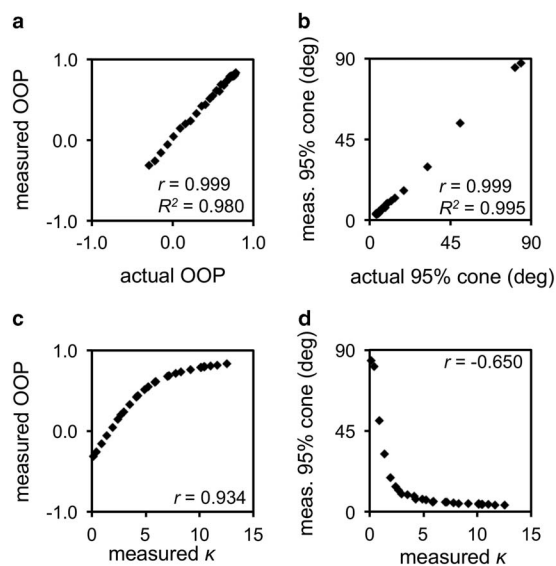 a
measured OOP
1.0
0.0
-1.0
r = 0.999
R² = 0.980
-1.0 0.0 1.0
actual OOP
b
meas. 95% cone (deg)
90
45
0
r = 0.999
R² = 0.995
0 45 90
actual 95% cone (deg)
c
measured OOP
1.0
0.0
-1.0
r = 0.934
0 5 10 15
measured κ
d
meas. 95% cone (deg)
90
45
0
r = -0.650
0 5 10 15
measured κ